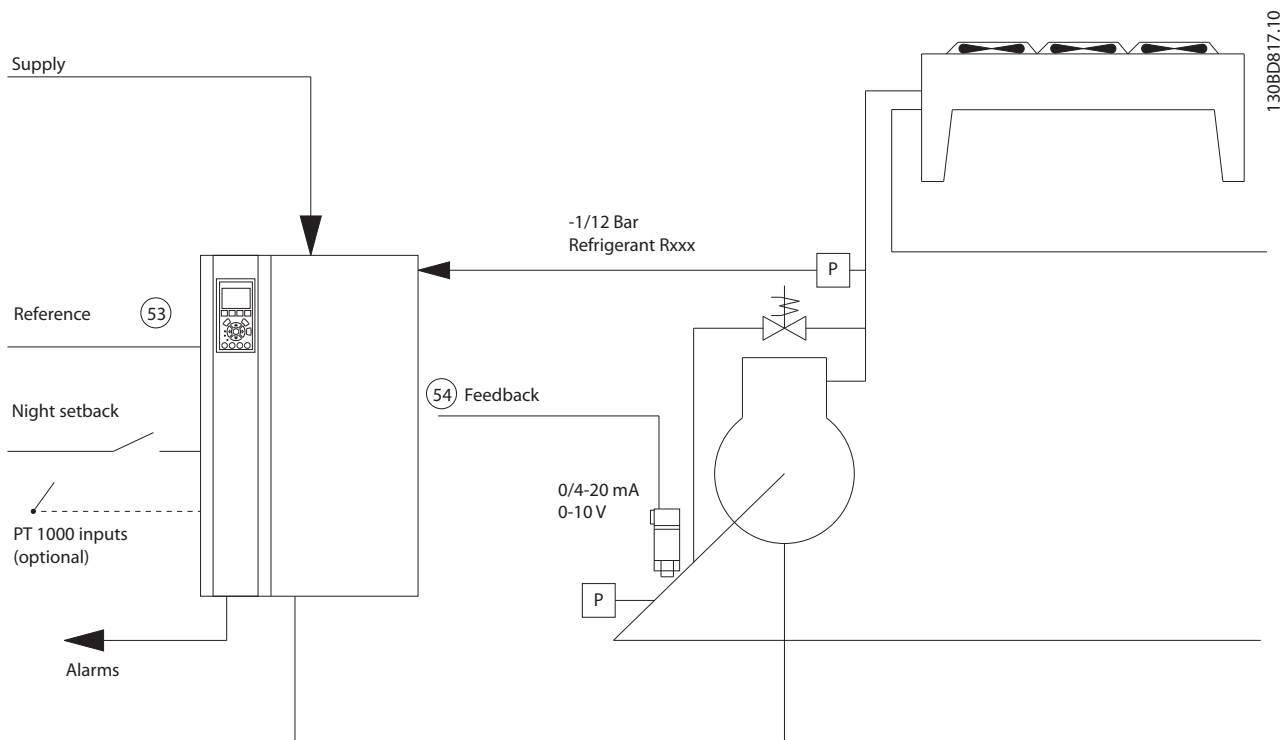 130BD817.10
Supply
-1/12 Bar
Refrigerant Rxxx
P
Reference
53
54
Feedback
Night setback
0/4-20 mA
0-10 V
PT 1000 inputs
(optional)
P
Alarms